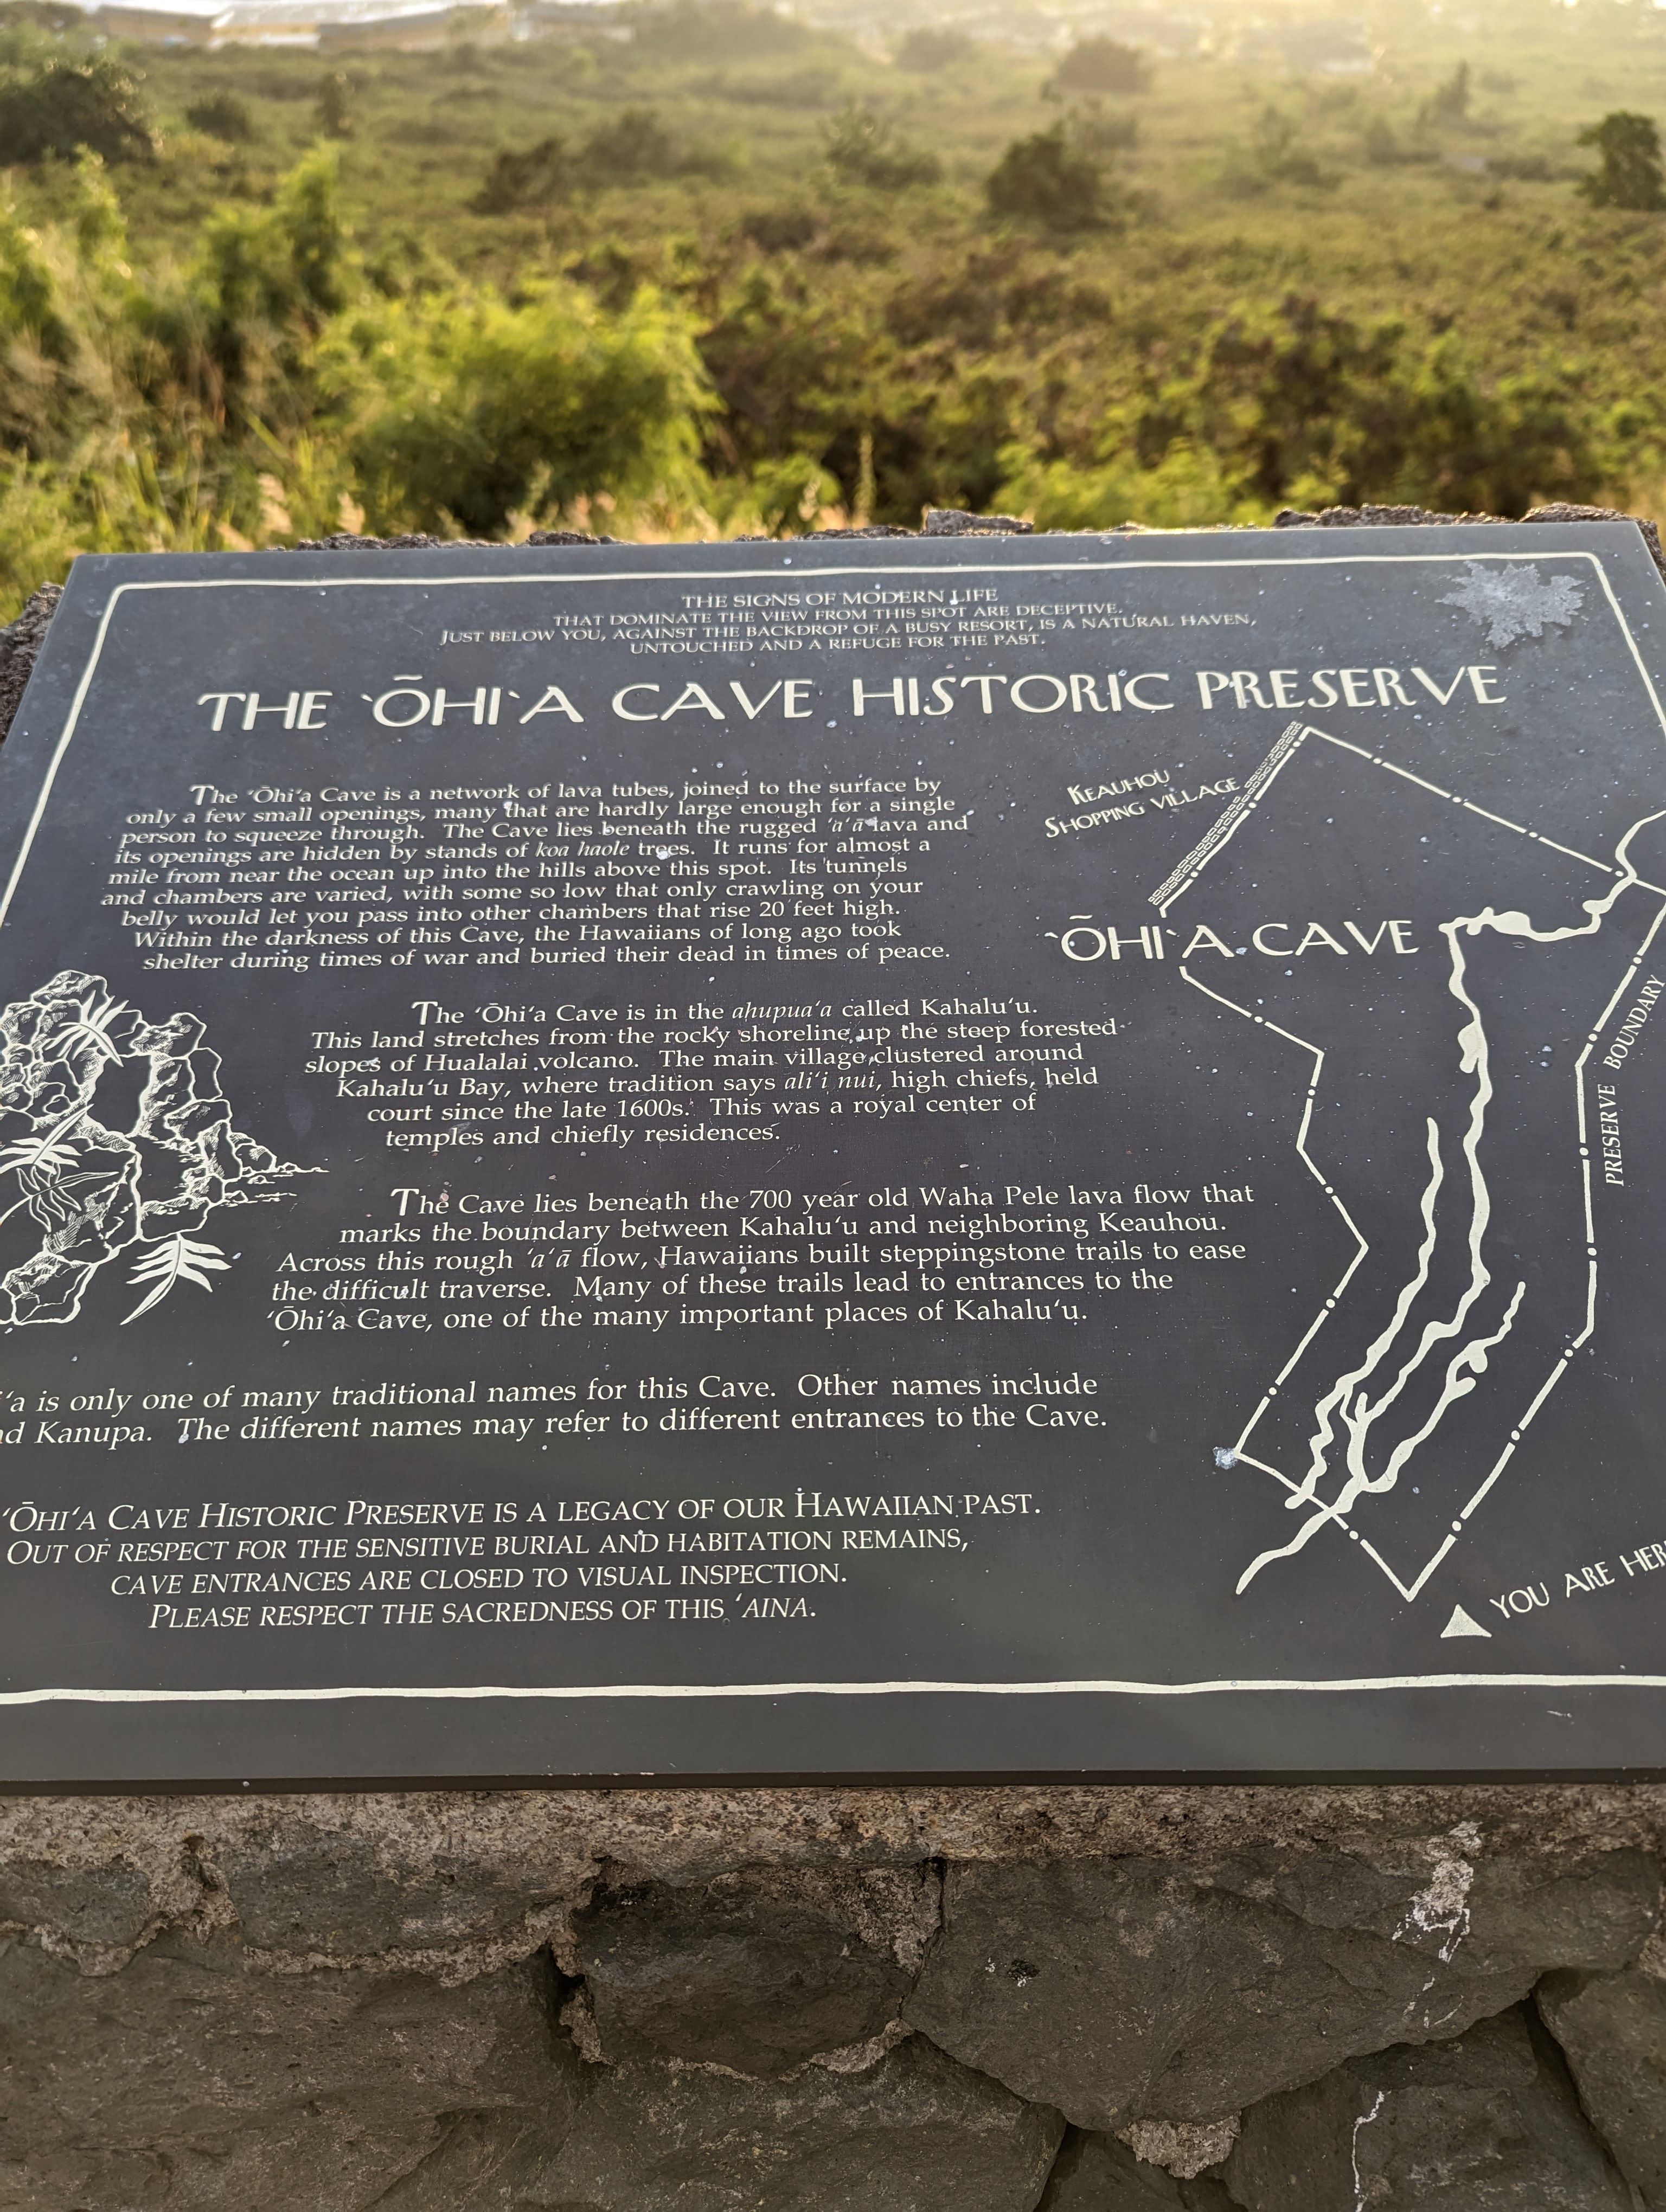 THE SIGNS OF MODERN LIFE
THAT DOMINATE THE VIEW FROM THIS SPOT ARE DECEPTIVE.
JUST BELOW YOU, AGAINST THE BACKDROP OF A BUSY RESORT, IS A NATURAL HAVEN,
UNTOUCHED AND A REFUGE FOR THE PAST.
THE ʻŌHIʻA CAVE HISTORIC PRESERVE
The ʻŌhiʻa Cave is a network of lava tubes, joined to the surface by
only a few small openings, many that are hardly large enough for a single
person to squeeze through. The Cave lies beneath the rugged ʻaʻā lava and
its openings are hidden by stands of koa haole trees. It runs for almost a
mile from near the ocean up into the hills above this spot. Its tunnels
and chambers are varied, with some so low that only crawling on your
belly would let you pass into other chambers that rise 20 feet high.
Within the darkness of this Cave, the Hawaiians of long ago took
shelter during times of war and buried their dead in times of peace.
The ʻŌhiʻa Cave is in the ahupuaʻa called Kahaluʻu.
This land stretches from the rocky shoreline up the steep forested
slopes of Hualalai volcano. The main village clustered around
Kahaluʻu Bay, where tradition says aliʻi nui, high chiefs, held
court since the late 1600s. This was a royal center of
temples and chiefly residences.
The Cave lies beneath the 700 year old Waha Pele lava flow that
marks the boundary between Kahaluʻu and neighboring Keauhou.
Across this rough ʻaʻā flow, Hawaiians built steppingstone trails to ease
the difficult traverse. Many of these trails lead to entrances to the
ʻŌhiʻa Cave, one of the many important places of Kahaluʻu.
ʻa is only one of many traditional names for this Cave. Other names include
d Kanupa. The different names may refer to different entrances to the Cave.
ʻŌHIʻA CAVE HISTORIC PRESERVE IS A LEGACY OF OUR HAWAIIAN PAST.
OUT OF RESPECT FOR THE SENSITIVE BURIAL AND HABITATION REMAINS,
CAVE ENTRANCES ARE CLOSED TO VISUAL INSPECTION.
PLEASE RESPECT THE SACREDNESS OF THIS ʻAINA.
KEAUHOU
SHOPPING VILLAGE
ʻŌHIʻA CAVE
PRESERVE BOUNDARY
YOU ARE HER